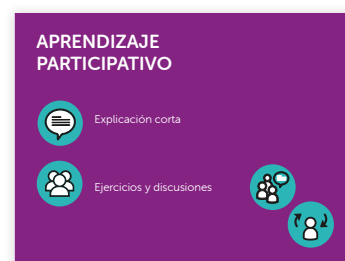 APRENDIZAJE
PARTICIPATIVO
Explicación corta
Ejercicios y discusiones